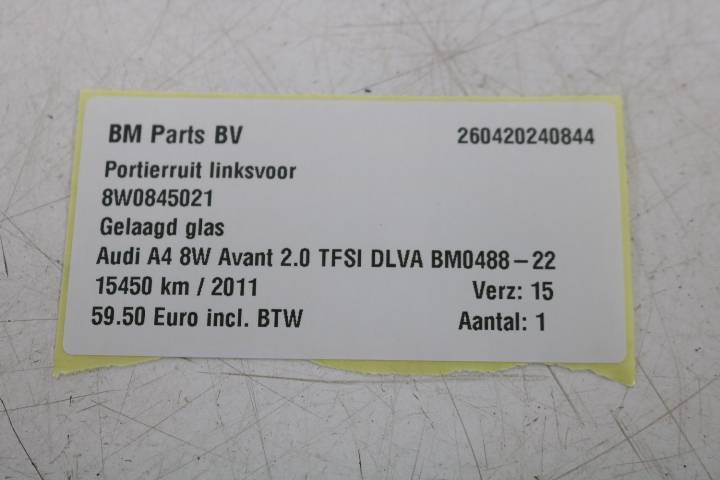 BM Parts BV 260420240844
Portierruit linksvoor
8W0845021
Gelaagd glas
Audi A4 8W Avant 2.0 TFSI DLVA BM0488-22
15450 km / 2011 Verz: 15
59.50 Euro incl. BTW Aantal: 1